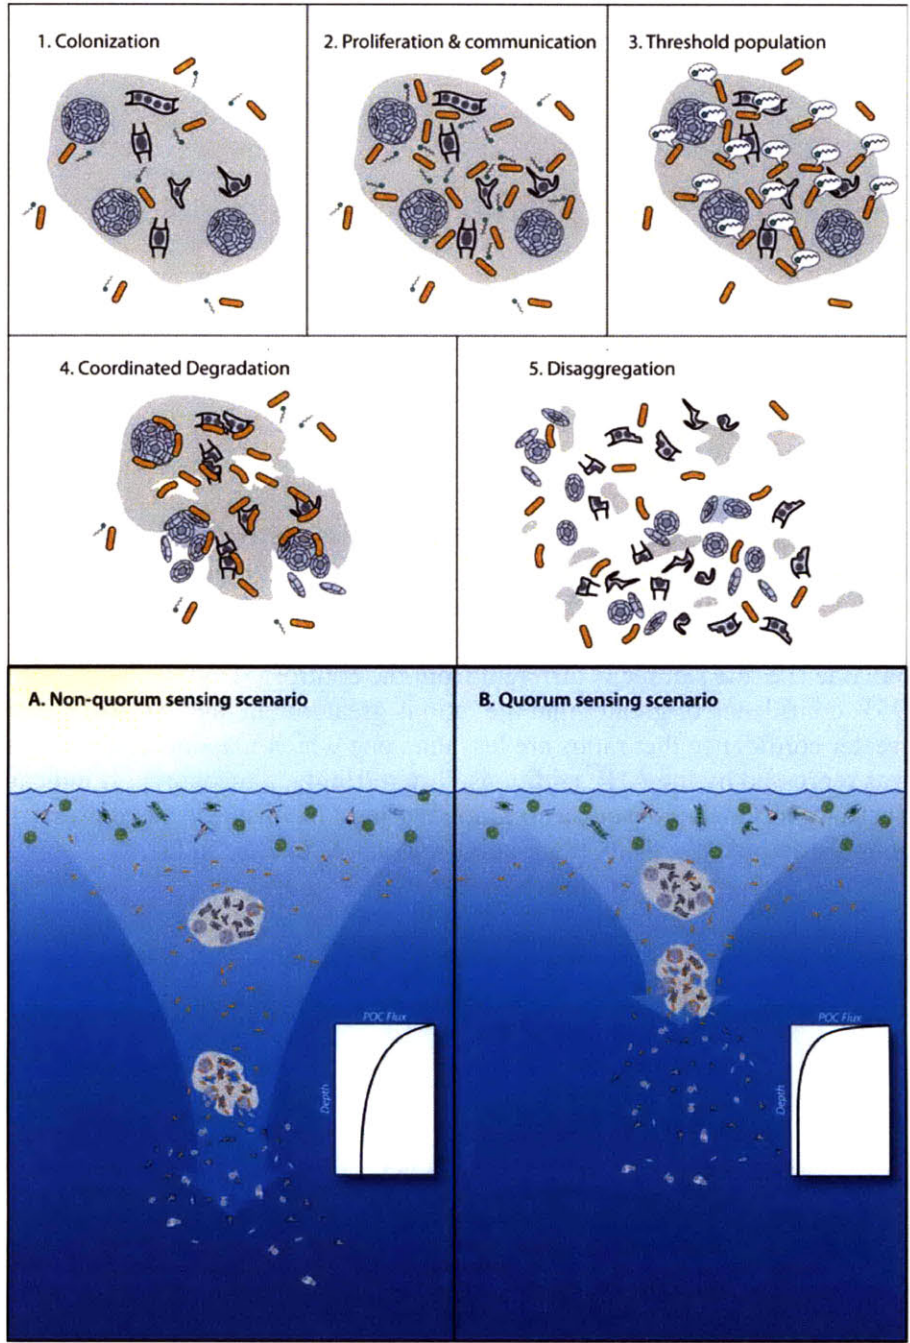 1. Colonization
2. Proliferation & communication
3. Threshold population
4. Coordinated Degradation
5. Disaggregation
A. Non-quorum sensing scenario
B. Quorum sensing scenario
POC Flux
Depth
POC Flux
Depth